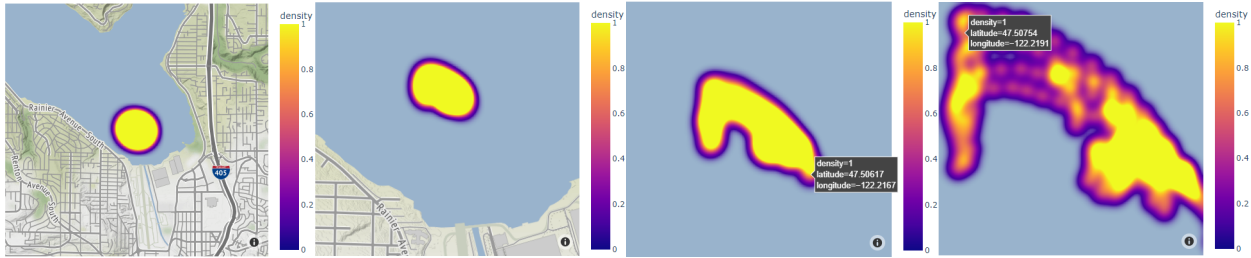 density
1
0.8
0.6
0.4
0.2
0
Rainier Avenue South
Renton Avenue South
405
i
density
1
0.8
0.6
0.4
0.2
0
Rainier Ave
i
density
1
0.8
0.6
0.4
0.2
0
density=1
latitude=47.50617
longitude=−122.2167
i
density
1
0.8
0.6
0.4
0.2
0
density=1
latitude=47.50754
longitude=−122.2191
i